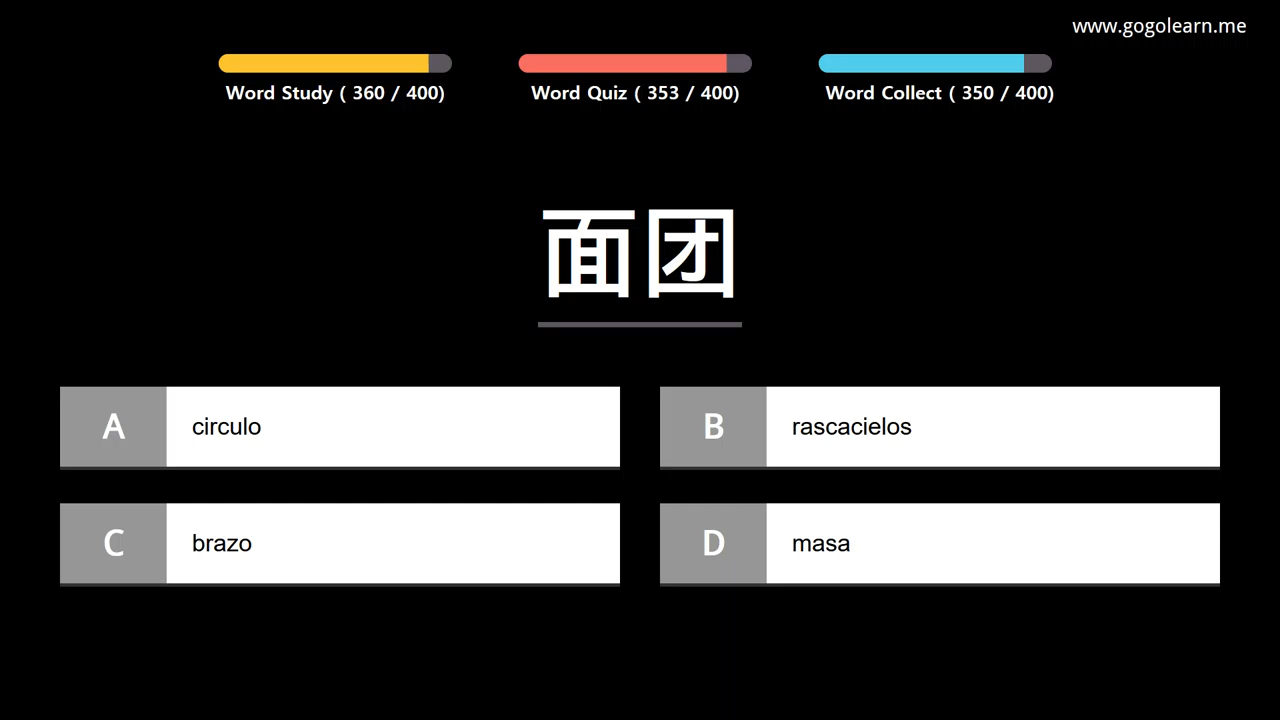 www.gogolearn.me
Word Study ( 360 / 400)
Word Quiz ( 353 / 400)
Word Collect ( 350 / 400)
面团
A circulo
B rascacielos
C brazo
D masa